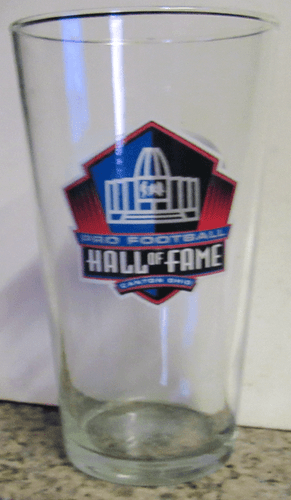 PRO FOOTBALL
HALL OF FAME
CANTON OHIO